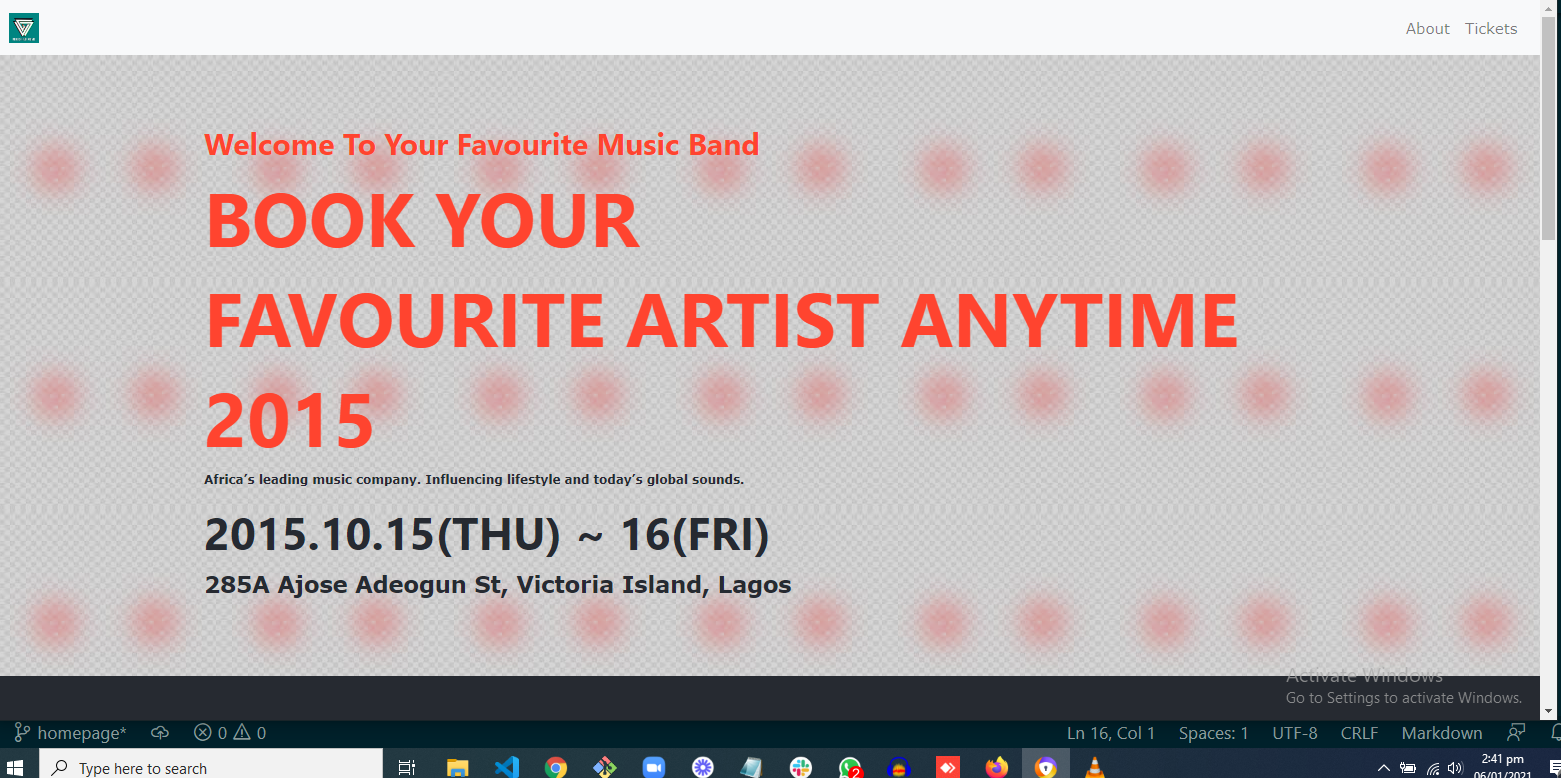 About Tickets
Welcome To Your Favourite Music Band
BOOK YOUR
FAVOURITE ARTIST ANYTIME
2015
Africa’s leading music company. Influencing lifestyle and today’s global sounds.
2015.10.15(THU) ~ 16(FRI)
285A Ajose Adeogun St, Victoria Island, Lagos
Activate Windows
Go to Settings to activate Windows.
homepage* 0 0 Ln 16, Col 1 Spaces: 1 UTF-8 CRLF Markdown
Type here to search 2 2:41 pm
06/01/2021